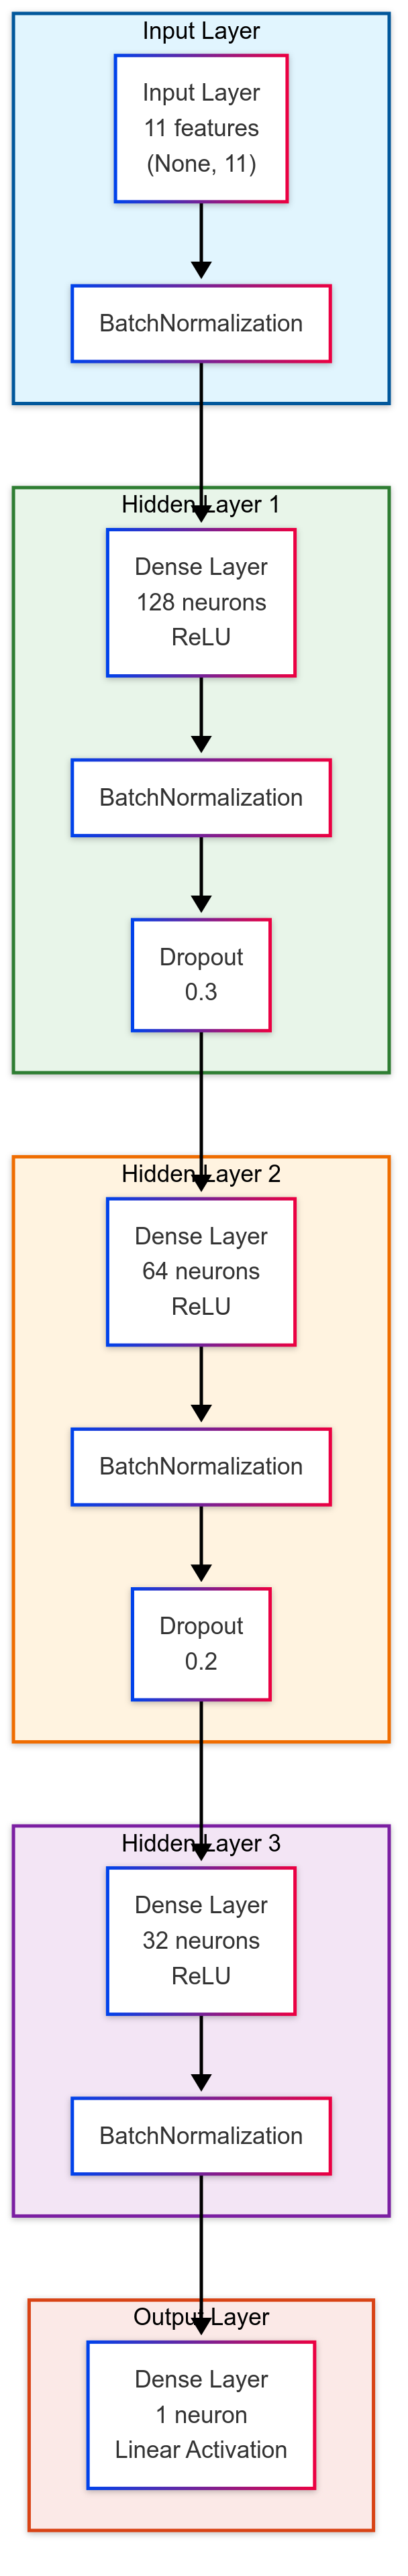 Input Layer
Input Layer
11 features
(None, 11)
BatchNormalization
Hidden Layer 1
Dense Layer
128 neurons
ReLU
BatchNormalization
Dropout
0.3
Hidden Layer 2
Dense Layer
64 neurons
ReLU
BatchNormalization
Dropout
0.2
Hidden Layer 3
Dense Layer
32 neurons
ReLU
BatchNormalization
Output Layer
Dense Layer
1 neuron
Linear Activation